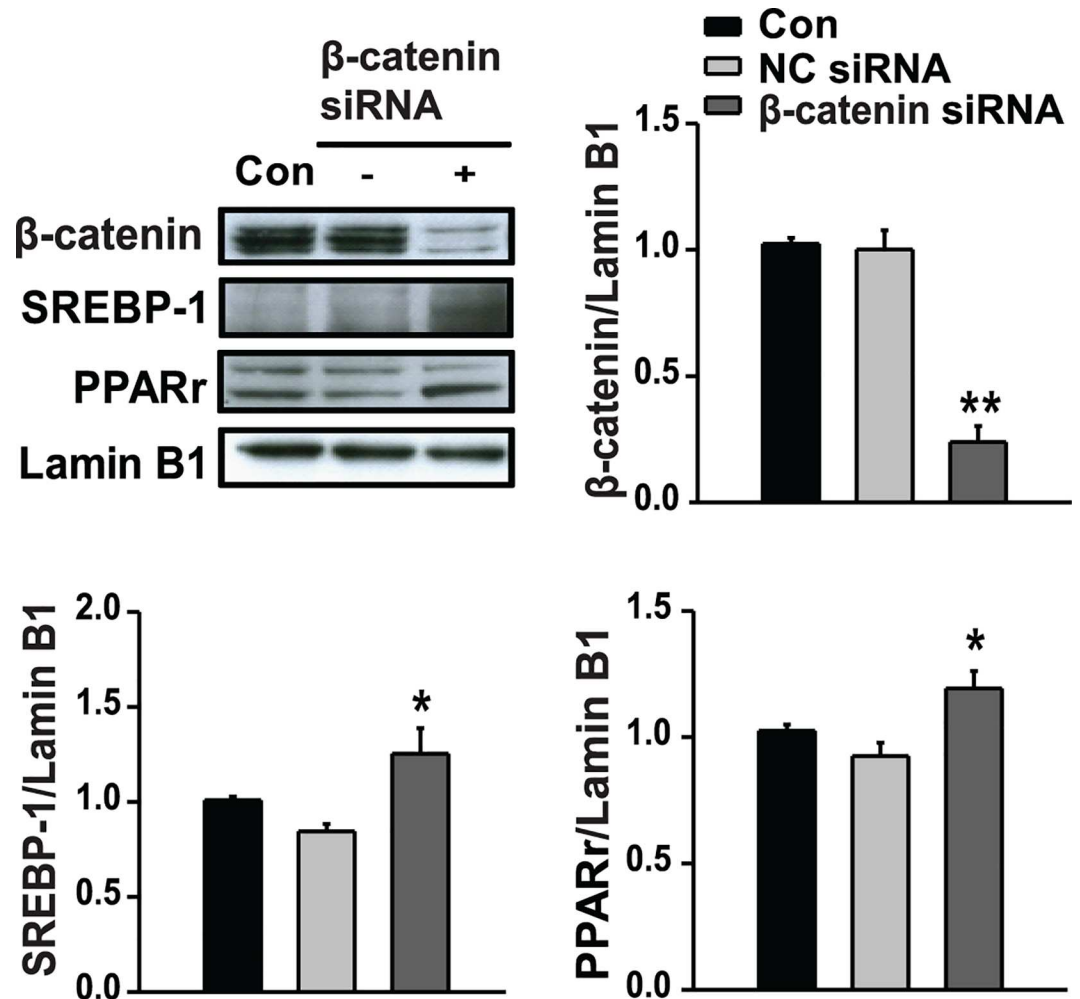 β-catenin
siRNA
Con - +
β-catenin
SREBP-1
PPARr
Lamin B1
Con
NC siRNA
β-catenin siRNA
β-catenin/Lamin B1
1.5
1.0
0.5
0.0
**
SREBP-1/Lamin B1
2.0
1.5
1.0
0.5
0.0
*
PPARr/Lamin B1
1.5
1.0
0.5
0.0
*